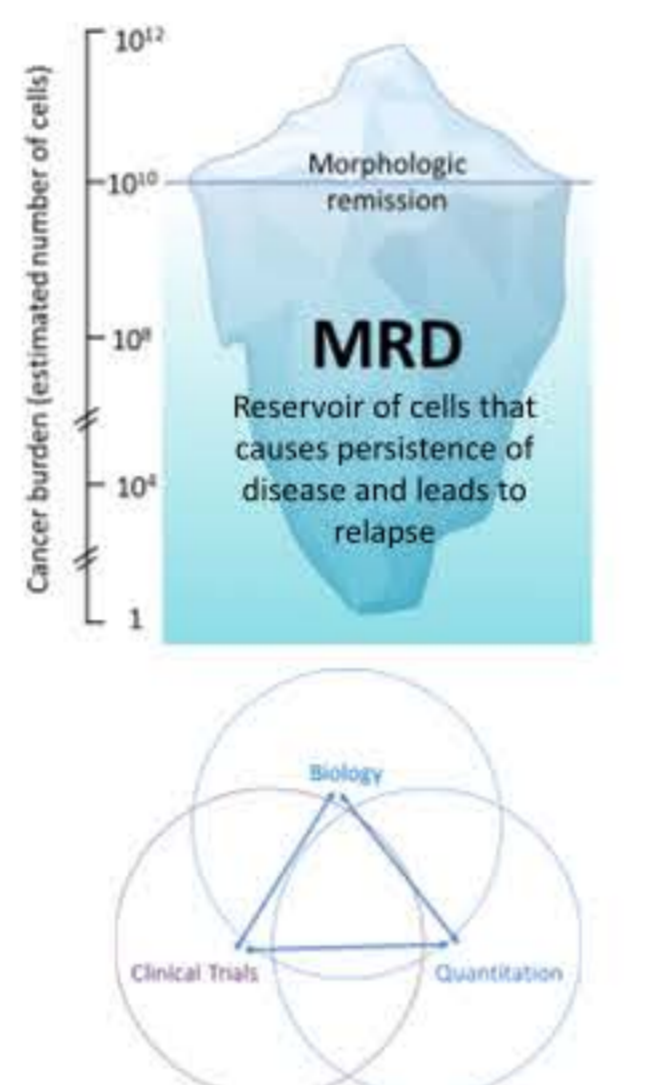 Cancer burden (estimated number of cells)
10¹²
10¹⁰
10⁸
10⁴
1
Morphologic
remission
MRD
Reservoir of cells that
causes persistence of
disease and leads to
relapse
Biology
Clinical Trials
Quantitation